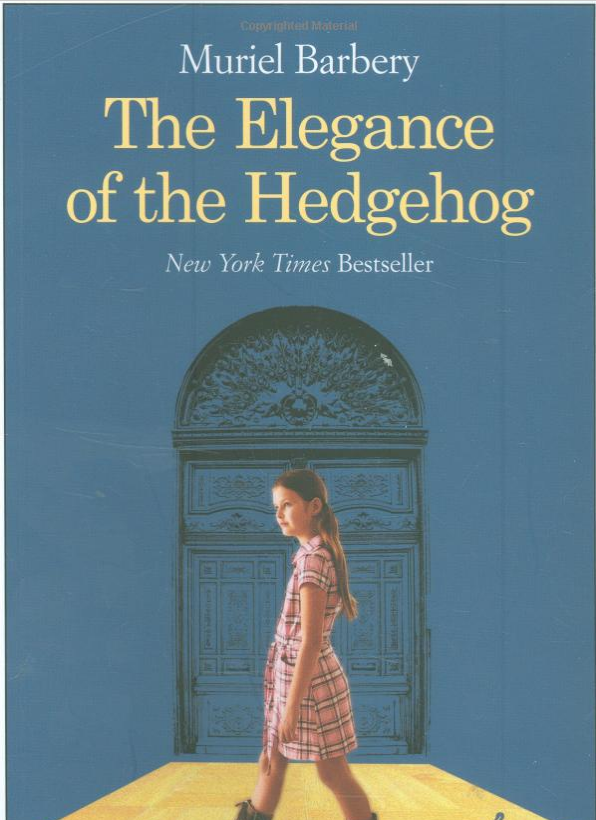 Copyrighted Material
Muriel Barbery
The Elegance
of the Hedgehog
New York Times Bestseller